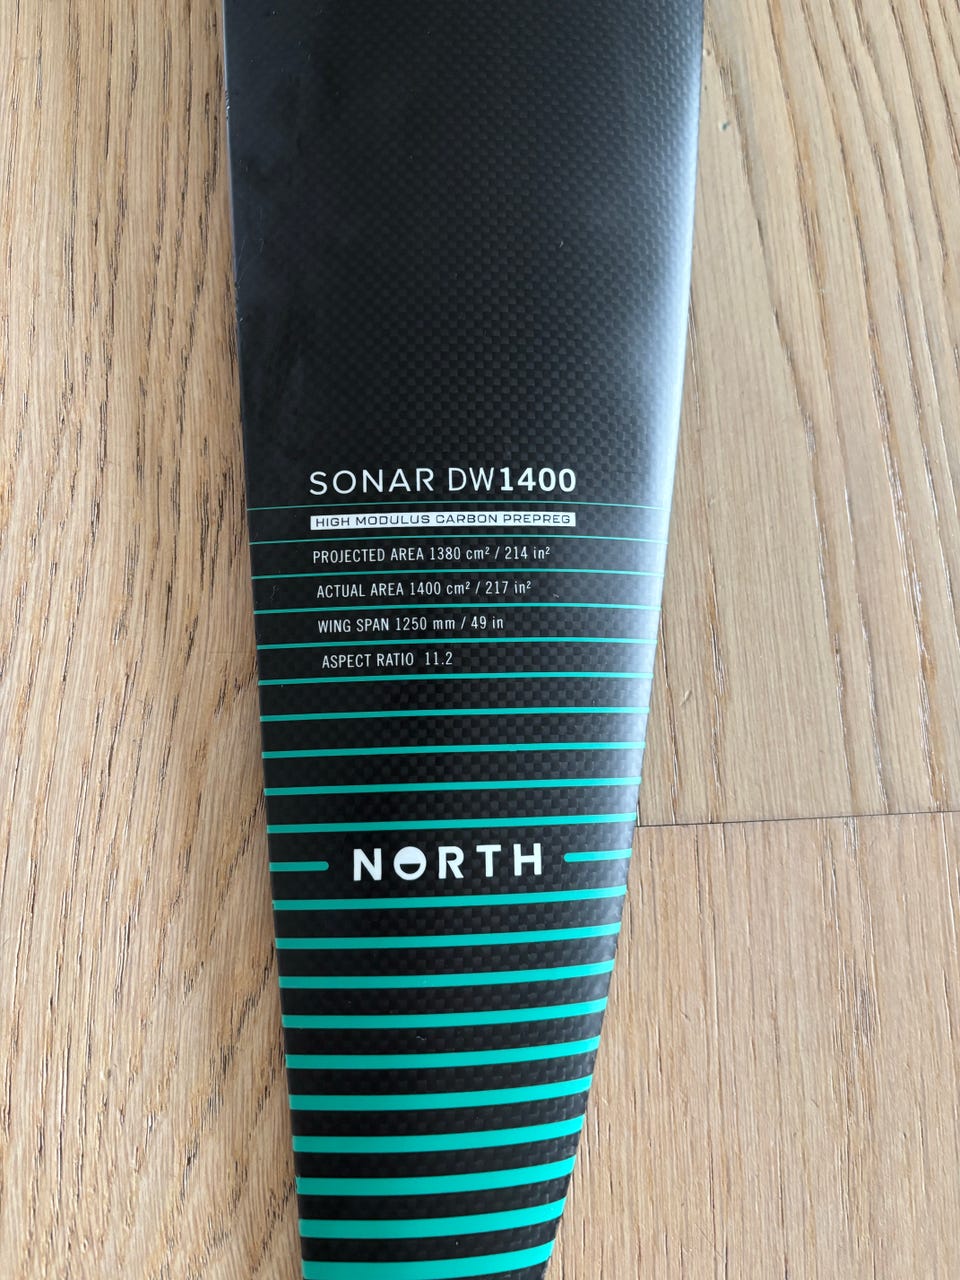 SONAR DW1400
HIGH MODULUS CARBON PREPREG
PROJECTED AREA 1380 cm² / 214 in²
ACTUAL AREA 1400 cm² / 217 in²
WING SPAN 1250 mm / 49 in
ASPECT RATIO 11.2
NORTH